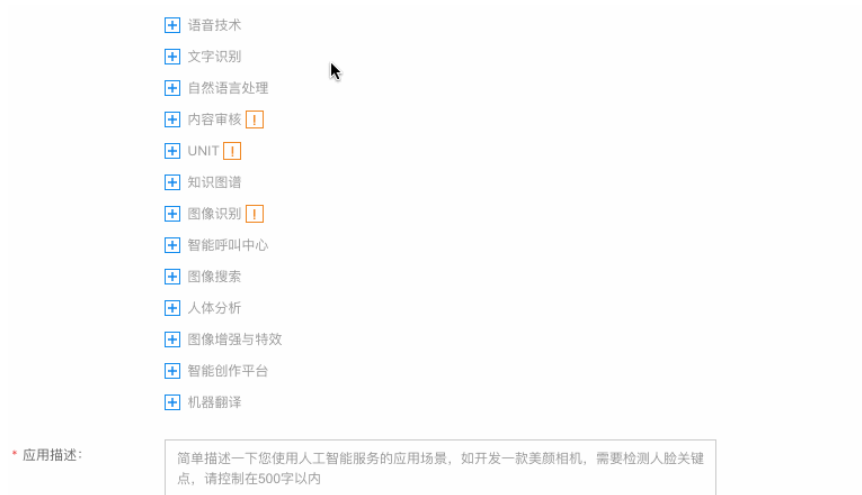 语音技术
文字识别
自然语言处理
内容审核 !
UNIT !
知识图谱
图像识别 !
智能呼叫中心
图像搜索
人体分析
图像增强与特效
智能创作平台
机器翻译
* 应用描述:
简单描述一下您使用人工智能服务的应用场景，如开发一款美颜相机，需要检测人脸关键
点，请控制在500字以内